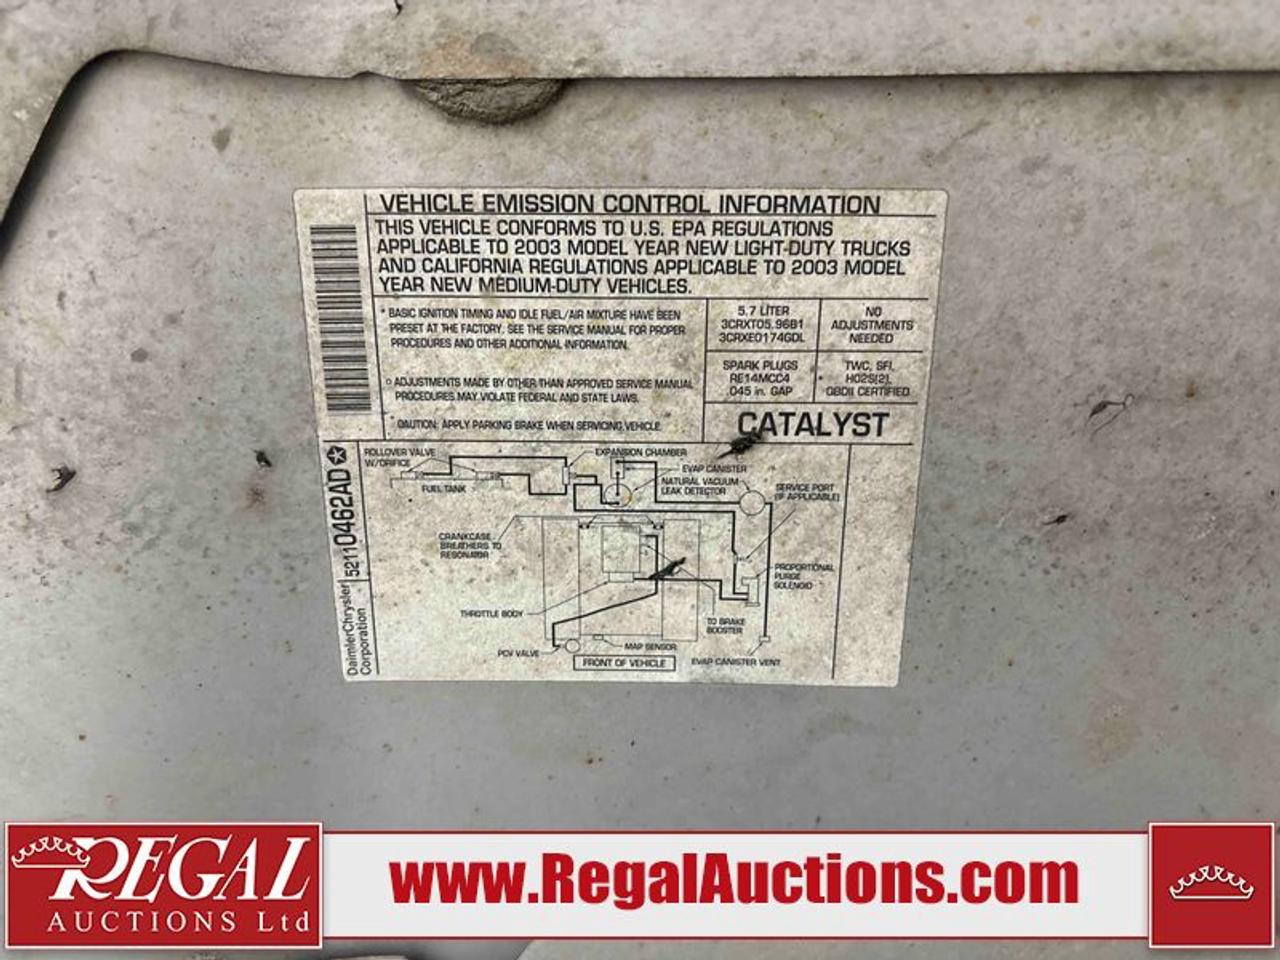 VEHICLE EMISSION CONTROL INFORMATION
THIS VEHICLE CONFORMS TO U.S. EPA REGULATIONS
APPLICABLE TO 2003 MODEL YEAR NEW LIGHT-DUTY TRUCKS
AND CALIFORNIA REGULATIONS APPLICABLE TO 2003 MODEL
YEAR NEW MEDIUM-DUTY VEHICLES.
BASIC IGNITION TIMING AND IDLE FUEL/AIR MIXTURE HAVE BEEN
PRESET AT THE FACTORY. SEE THE SERVICE MANUAL FOR PROPER
PROCEDURES AND OTHER ADDITIONAL INFORMATION.
ADJUSTMENTS MADE BY OTHER THAN APPROVED SERVICE MANUAL
PROCEDURES MAY VIOLATE FEDERAL AND STATE LAWS.
CAUTION: APPLY PARKING BRAKE WHEN SERVICING VEHICLE.
5.7 LITER
3CRXT05.96B1
3CRXE0174GDL
NO
ADJUSTMENTS
NEEDED
SPARK PLUGS
RE14MCC4
.045 in. GAP
TWC, SFI,
HO2S(2),
OBDII CERTIFIED
CATALYST
ROLLOVER VALVE
W/ORIFICE
EXPANSION CHAMBER
EVAP CANISTER
FUEL TANK
NATURAL VACUUM
LEAK DETECTOR
SERVICE PORT
(IF APPLICABLE)
CRANKCASE
BREATHERS TO
RESONATOR
PROPORTIONAL
PURGE
SOLENOID
THROTTLE BODY
TO BRAKE
BOOSTER
PCV VALVE
MAP SENSOR
EVAP CANISTER VENT
FRONT OF VEHICLE
52110462AD
DaimlerChrysler
Corporation
REGAL
AUCTIONS Ltd
www.RegalAuctions.com